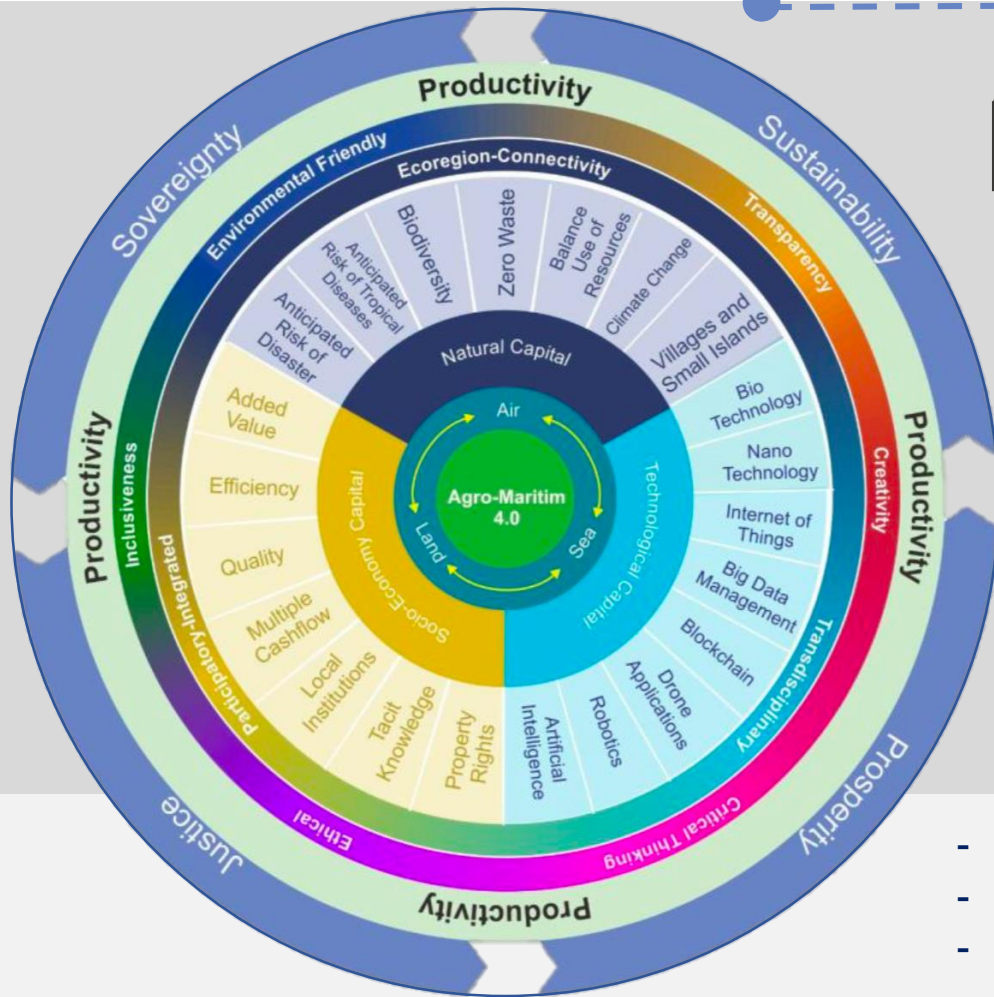 Productivity
Sovereignty
Sustainability
Environmental Friendly
Transparency
Ecoregion-Connectivity
Anticipated
Risk of
Disaster
Anticipated
Risk of Tropical
Diseases
Biodiversity
Zero Waste
Balance
Use of
Resources
Climate Change
Villages and
Small Islands
Natural Capital
Added
Value
Efficiency
Quality
Multiple
Cashflow
Local
Institutions
Tacit
Knowledge
Property
Rights
Socio-Economy Capital
Air
Land
Sea
Agro-Maritim
4.0
Technological Capital
Bio
Technology
Nano
Technology
Internet of
Things
Big Data
Management
Blockchain
Drone
Applications
Robotics
Artificial
Intelligence
Productivity
Inclusiveness
Participatory-Integrated
Creativity
Productivity
Transdisciplinary
Ethical
Critical Thinking
Justice
Prosperity
Productivity
-
-
-